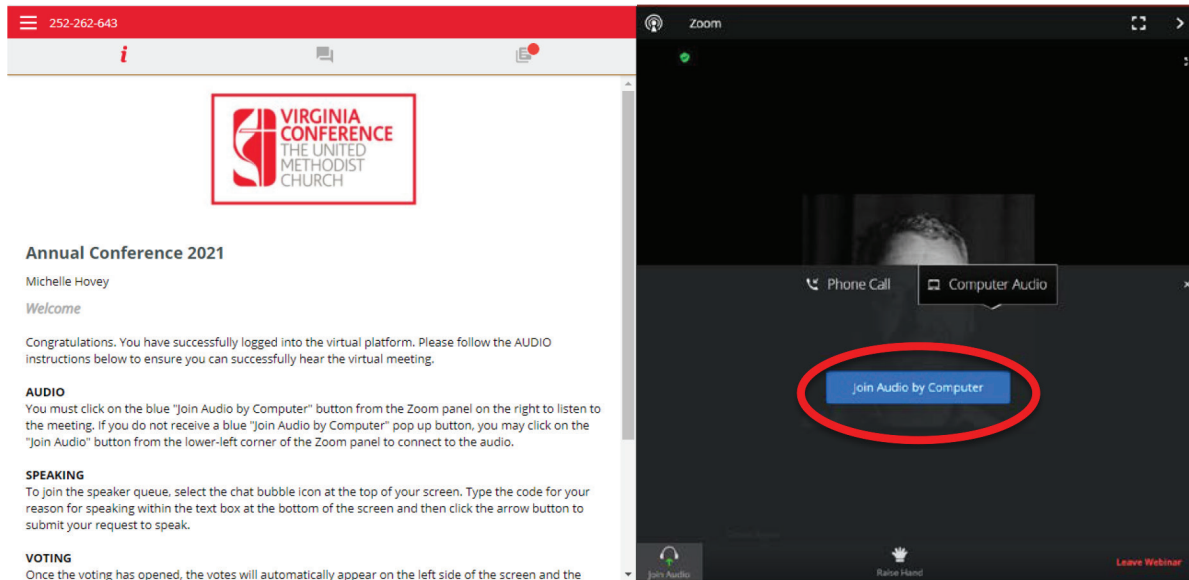 252-262-643
i
VIRGINIA
CONFERENCE
THE UNITED
METHODIST
CHURCH
Annual Conference 2021
Michelle Hovey
Welcome
Congratulations. You have successfully logged into the virtual platform. Please follow the AUDIO
instructions below to ensure you can successfully hear the virtual meeting.
AUDIO
You must click on the blue "Join Audio by Computer" button from the Zoom panel on the right to listen to
the meeting. If you do not receive a blue "Join Audio by Computer" pop up button, you may click on the
"Join Audio" button from the lower-left corner of the Zoom panel to connect to the audio.
SPEAKING
To join the speaker queue, select the chat bubble icon at the top of your screen. Type the code for your
reason for speaking within the text box at the bottom of the screen and then click the arrow button to
submit your request to speak.
VOTING
Once the voting has opened, the votes will automatically appear on the left side of the screen and the
Zoom
Phone Call
Computer Audio
Join Audio by Computer
Join Audio
Raise Hand
Leave Webinar